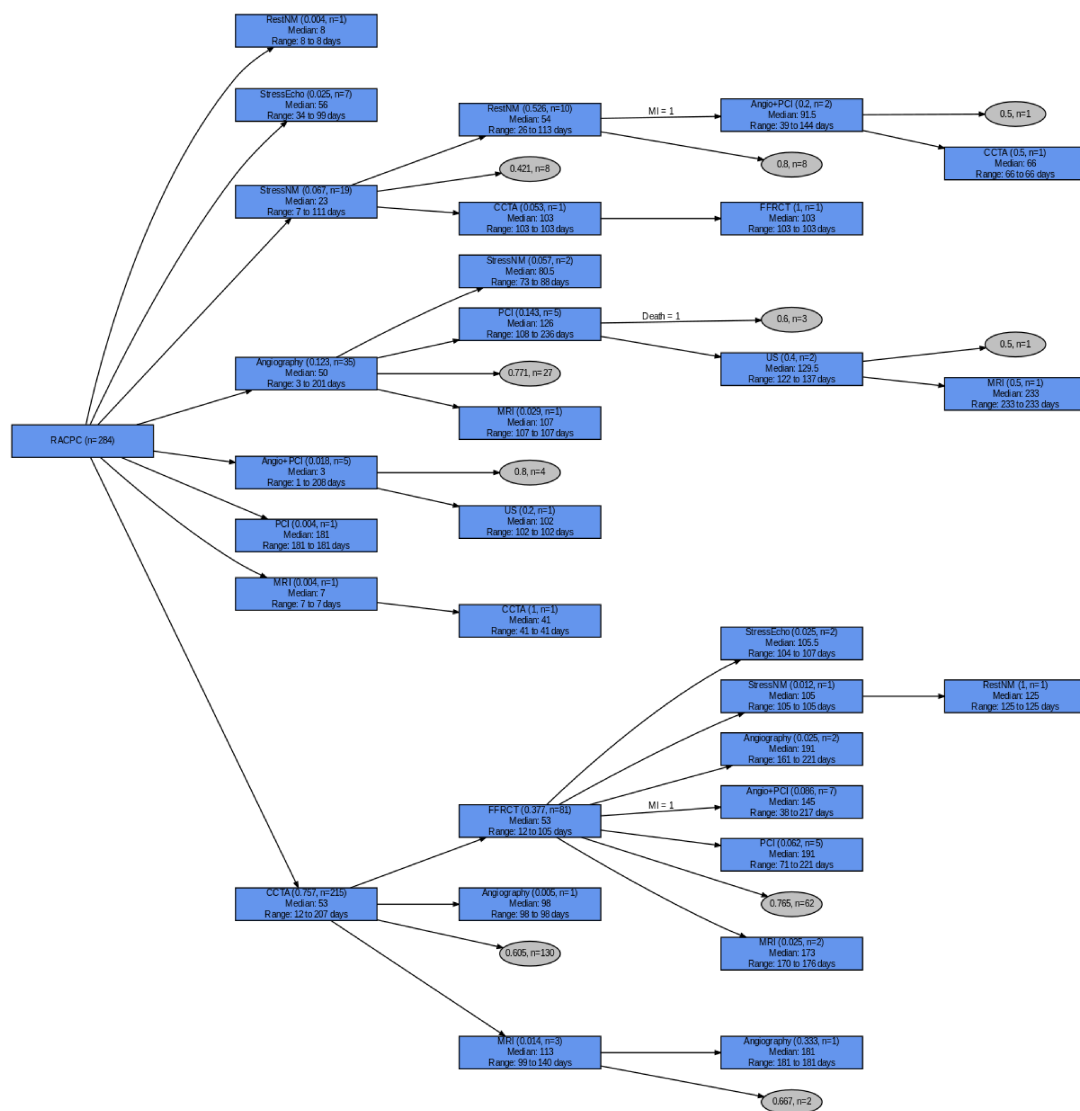 RestNM (0.004, n=1)
Median: 8
Range: 8 to 8 days
StressEcho (0.025, n=7)
Median: 56
Range: 34 to 99 days
RestNM (0.526, n=10)
Median: 54
Range: 26 to 113 days
MI = 1
Angio+PCI (0.2, n=2)
Median: 91.5
Range: 39 to 144 days
0.5, n=1
CCTA (0.5, n=1)
Median: 66
Range: 66 to 66 days
0.8, n=8
0.421, n=8
StressNM (0.067, n=19)
Median: 23
Range: 7 to 111 days
CCTA (0.053, n=1)
Median: 103
Range: 103 to 103 days
FFRCT (1, n=1)
Median: 103
Range: 103 to 103 days
StressNM (0.057, n=2)
Median: 80.5
Range: 73 to 88 days
PCI (0.143, n=5)
Median: 126
Range: 108 to 236 days
Death = 1
0.6, n=3
US (0.4, n=2)
Median: 129.5
Range: 122 to 137 days
0.5, n=1
MRI (0.5, n=1)
Median: 233
Range: 233 to 233 days
Angiography (0.123, n=35)
Median: 50
Range: 3 to 201 days
0.771, n=27
MRI (0.029, n=1)
Median: 107
Range: 107 to 107 days
RACPC (n=284)
Angio+PCI (0.018, n=5)
Median: 3
Range: 1 to 208 days
0.8, n=4
US (0.2, n=1)
Median: 102
Range: 102 to 102 days
PCI (0.004, n=1)
Median: 181
Range: 181 to 181 days
MRI (0.004, n=1)
Median: 7
Range: 7 to 7 days
CCTA (1, n=1)
Median: 41
Range: 41 to 41 days
StressEcho (0.025, n=2)
Median: 105.5
Range: 104 to 107 days
StressNM (0.012, n=1)
Median: 105
Range: 105 to 105 days
RestNM (1, n=1)
Median: 125
Range: 125 to 125 days
Angiography (0.025, n=2)
Median: 191
Range: 161 to 221 days
FFRCT (0.377, n=81)
Median: 53
Range: 12 to 105 days
MI = 1
Angio+PCI (0.086, n=7)
Median: 145
Range: 38 to 217 days
PCI (0.062, n=5)
Median: 191
Range: 71 to 221 days
0.765, n=62
MRI (0.025, n=2)
Median: 173
Range: 170 to 176 days
CCTA (0.757, n=215)
Median: 53
Range: 12 to 207 days
Angiography (0.005, n=1)
Median: 98
Range: 98 to 98 days
0.605, n=130
MRI (0.014, n=3)
Median: 113
Range: 99 to 140 days
Angiography (0.333, n=1)
Median: 181
Range: 181 to 181 days
0.667, n=2